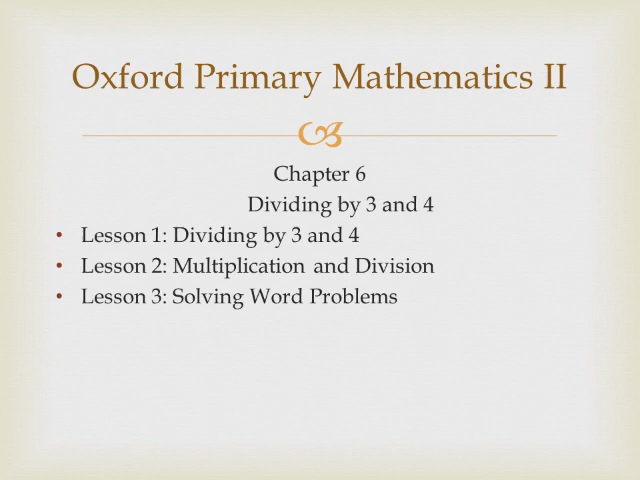 Oxford Primary Mathematics II
Chapter 6
Dividing by 3 and 4
• Lesson 1: Dividing by 3 and 4
• Lesson 2: Multiplication and Division
• Lesson 3: Solving Word Problems